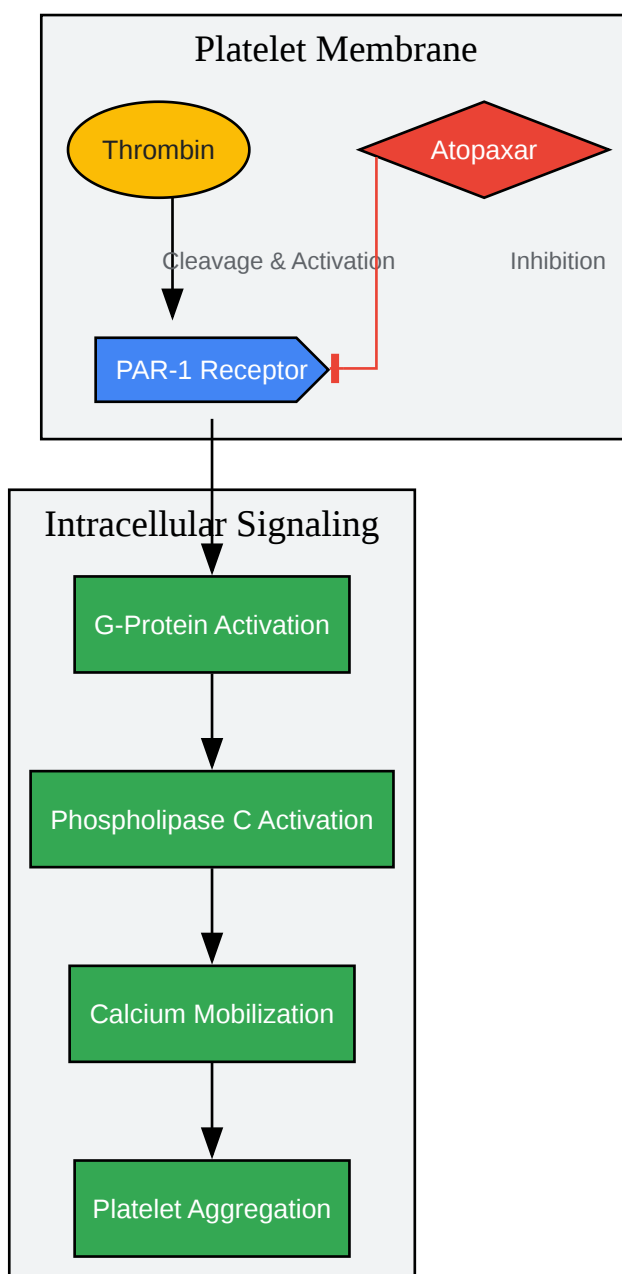 Platelet Membrane
Thrombin
Atopaxar
Cleavage & Activation
Inhibition
PAR-1 Receptor
Intracellular Signaling
G-Protein Activation
Phospholipase C Activation
Calcium Mobilization
Platelet Aggregation